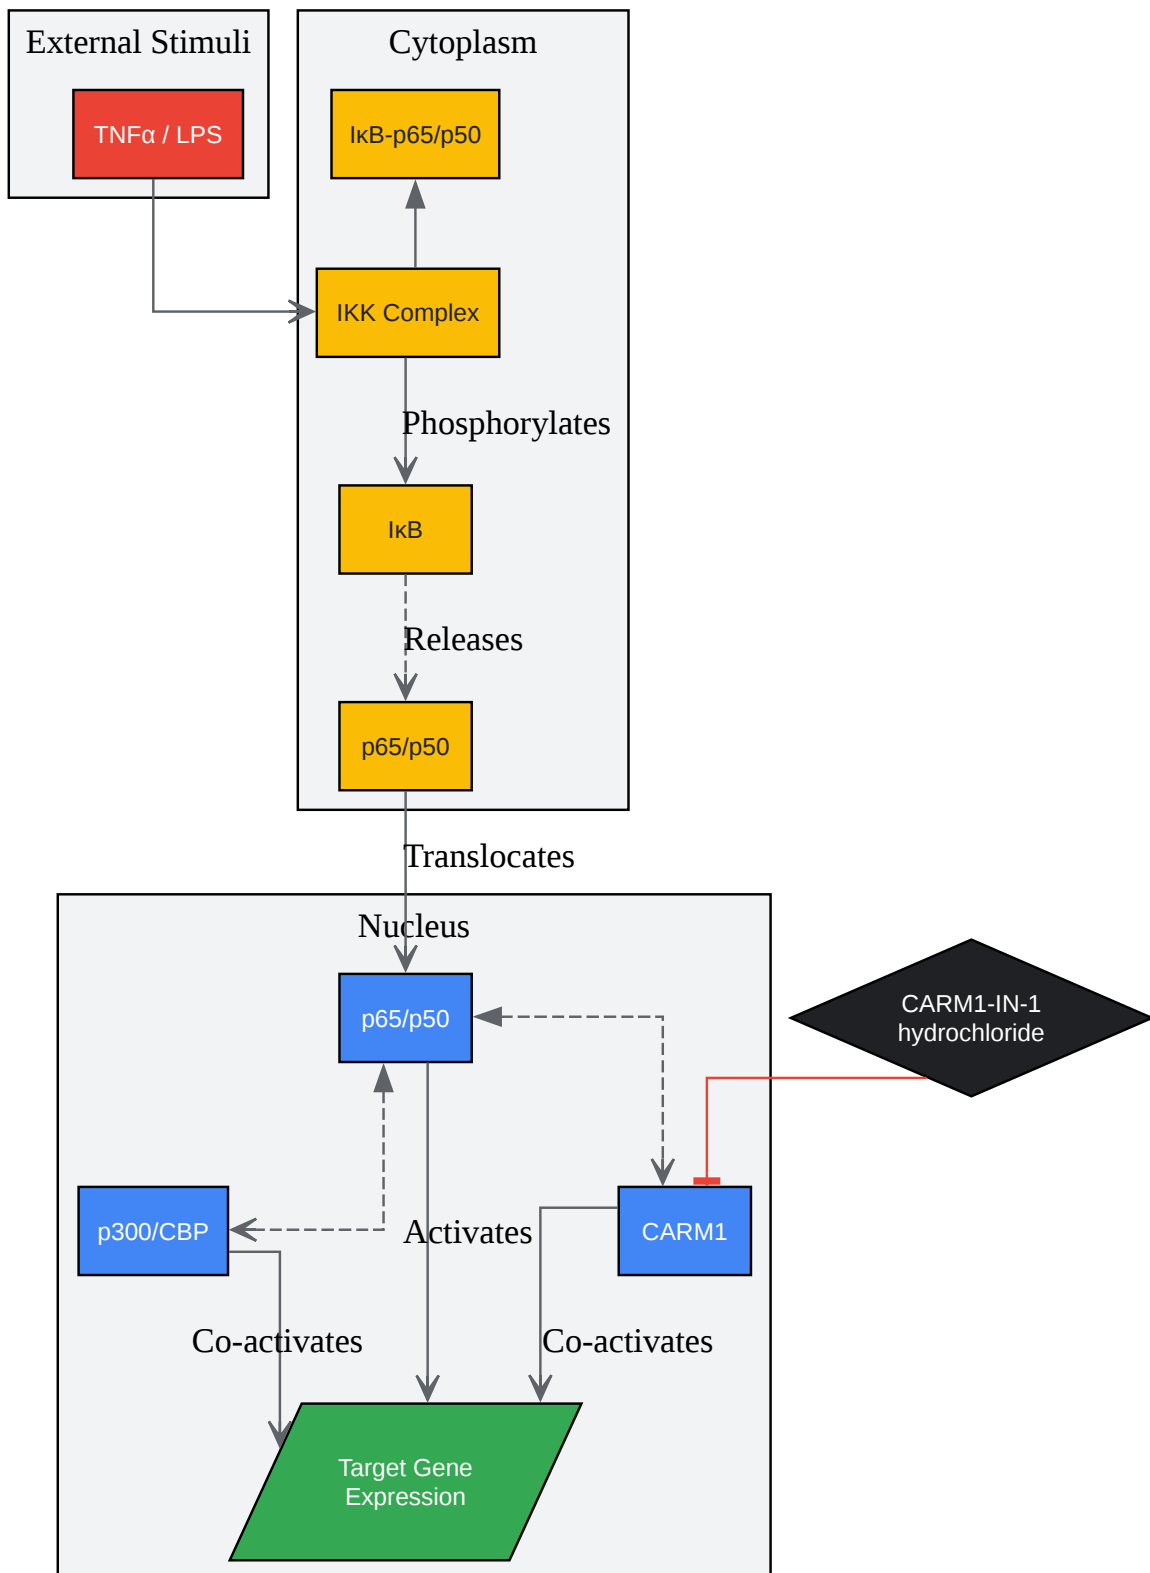 External Stimuli
TNFα / LPS
Cytoplasm
IκB-p65/p50
IKK Complex
Phosphorylates
IκB
Releases
p65/p50
Translocates
Nucleus
p65/p50
CARM1-IN-1
hydrochloride
p300/CBP
Activates
CARM1
Co-activates
Co-activates
Target Gene
Expression